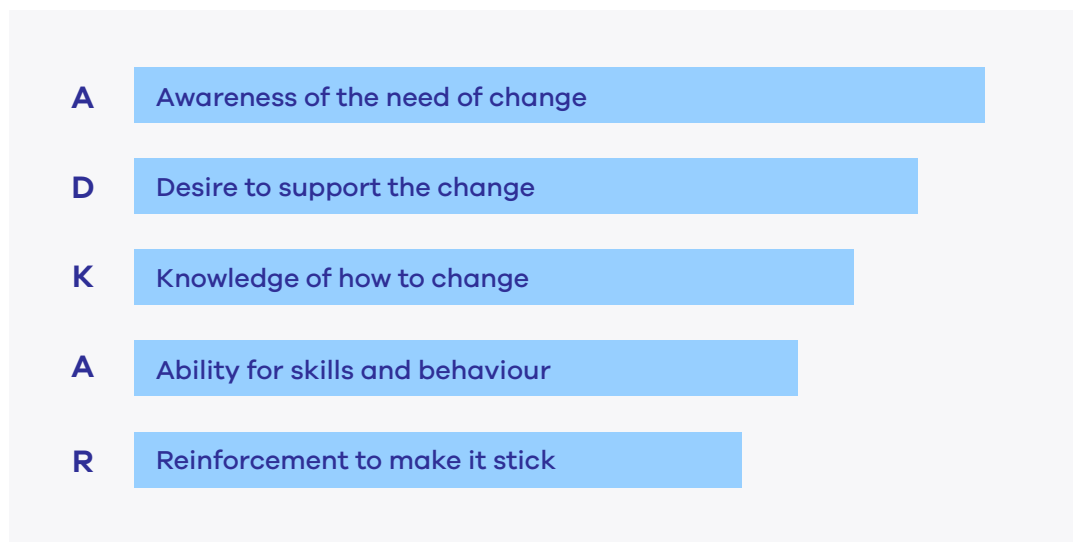 A Awareness of the need of change
D Desire to support the change
K Knowledge of how to change
A Ability for skills and behaviour
R Reinforcement to make it stick